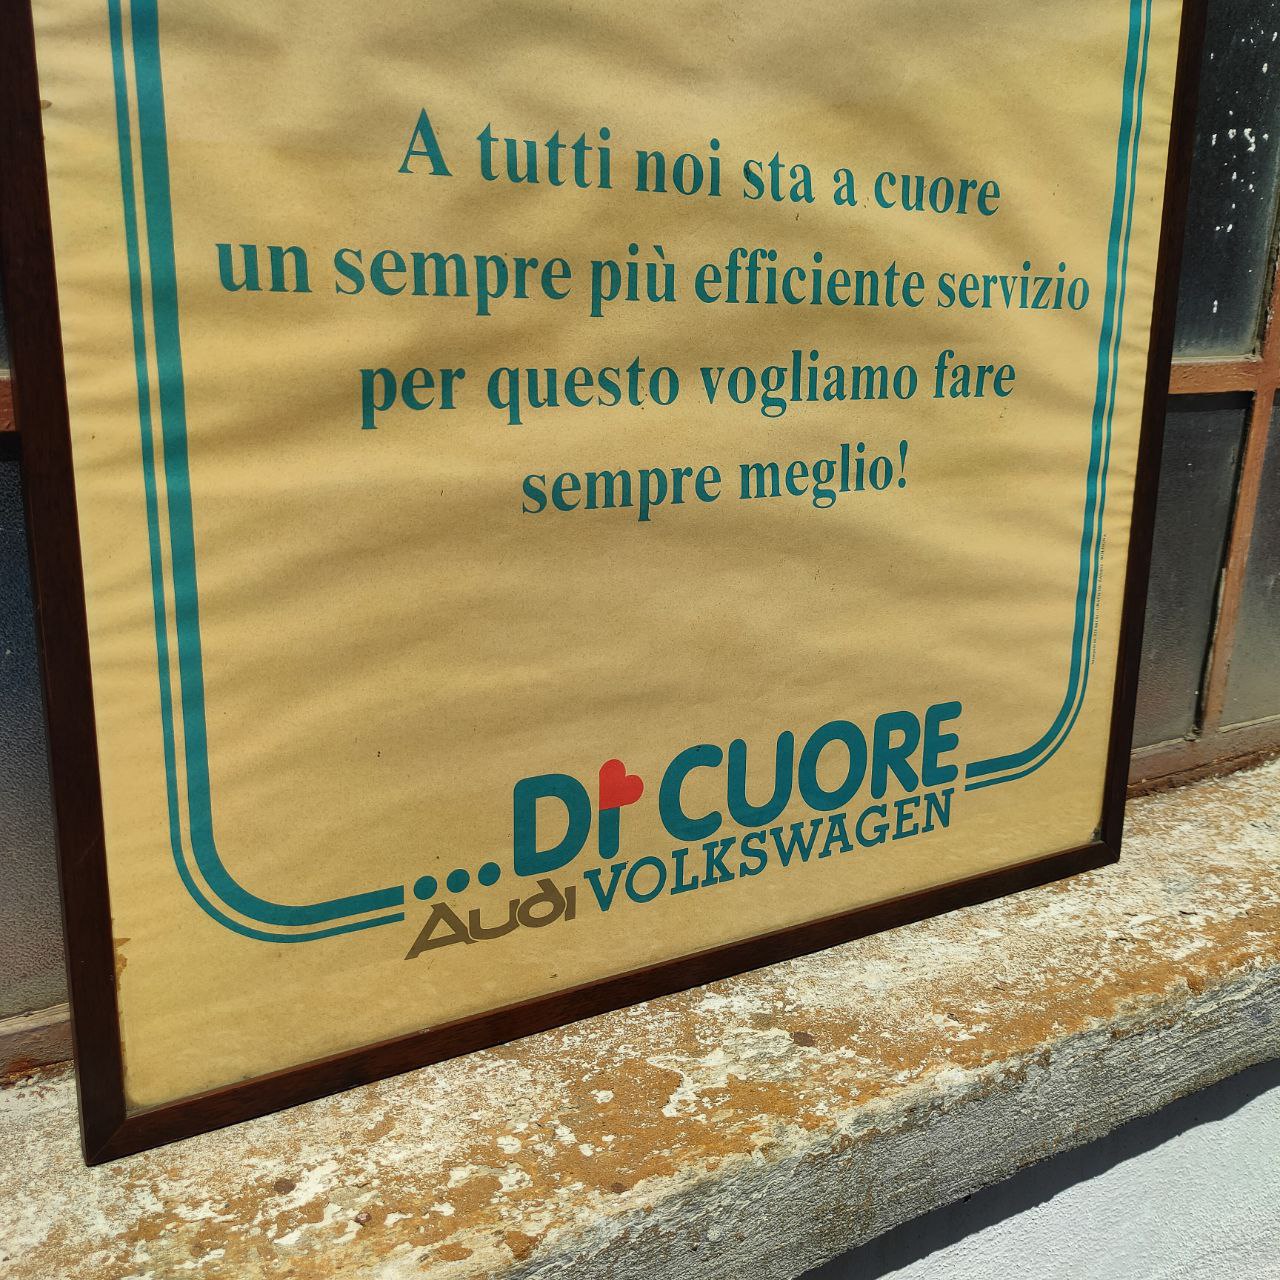 A tutti noi sta a cuore
un sempre più efficiente servizio
per questo vogliamo fare
sempre meglio!
...Di CUORE
Audi VOLKSWAGEN